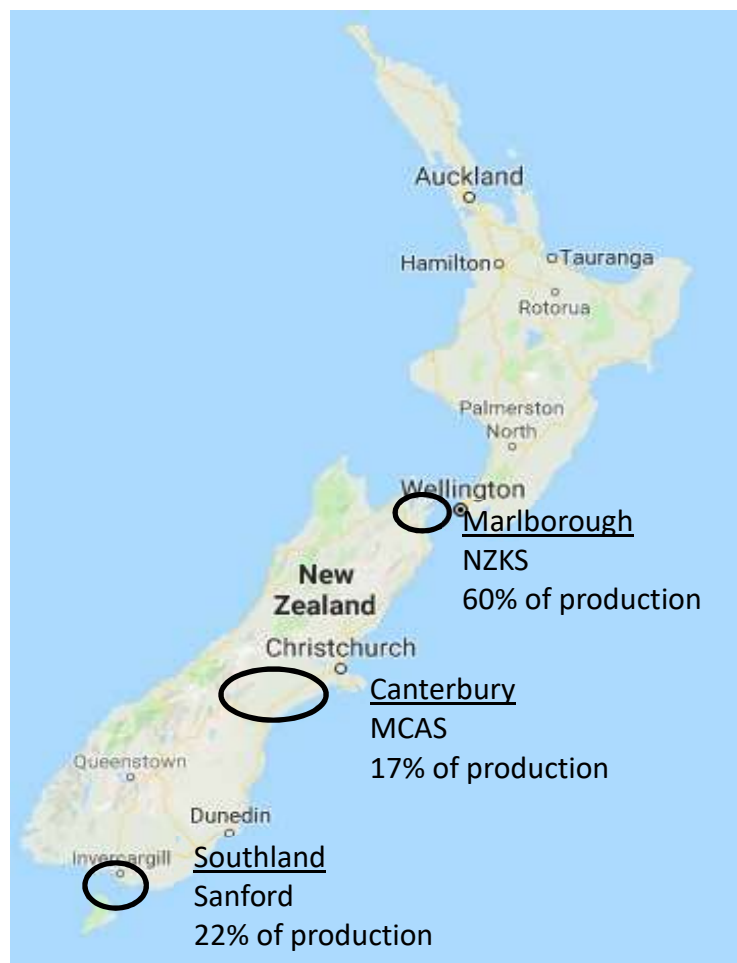 Auckland
Hamilton
Tauranga
Rotorua
Palmerston
North
Wellington
Marlborough
NZKS
60% of production
New
Zealand
Christchurch
Canterbury
MCAS
17% of production
Queenstown
Dunedin
Invercargill
Southland
Sanford
22% of production